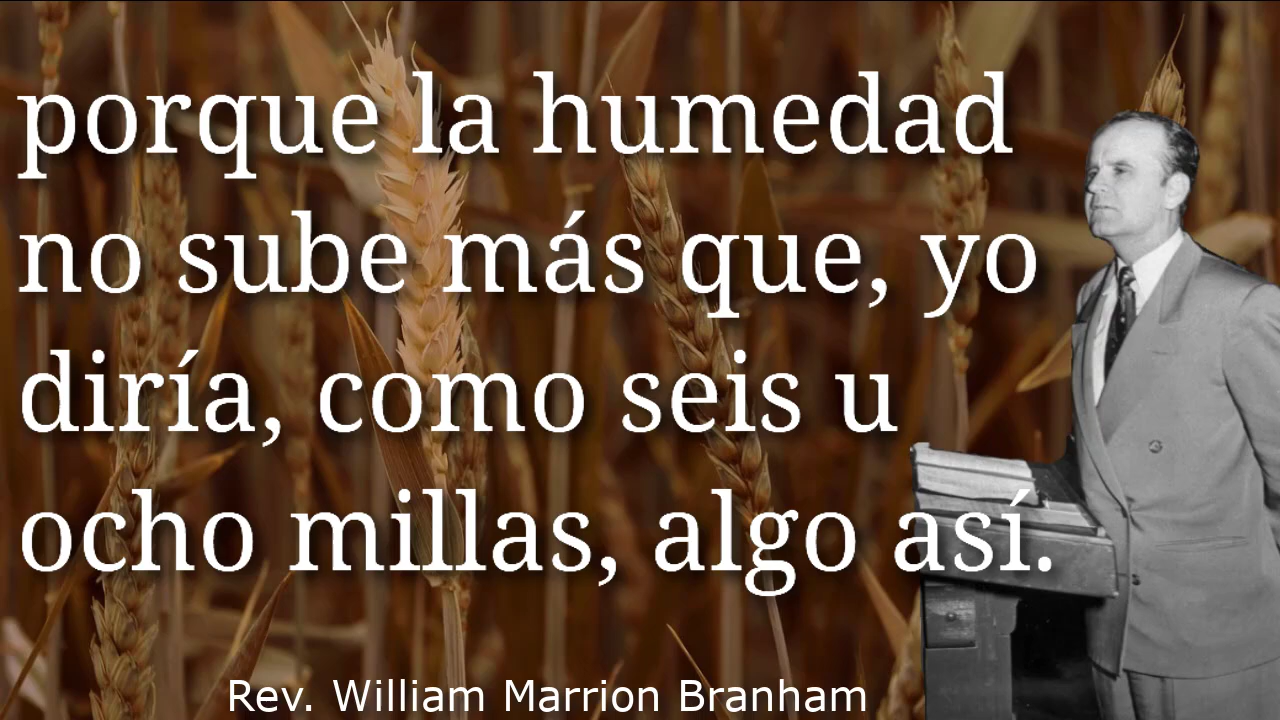 porque la humedad
no sube más que, yo
diría, como seis u
ocho millas, algo así.
Rev. William Marrion Branham